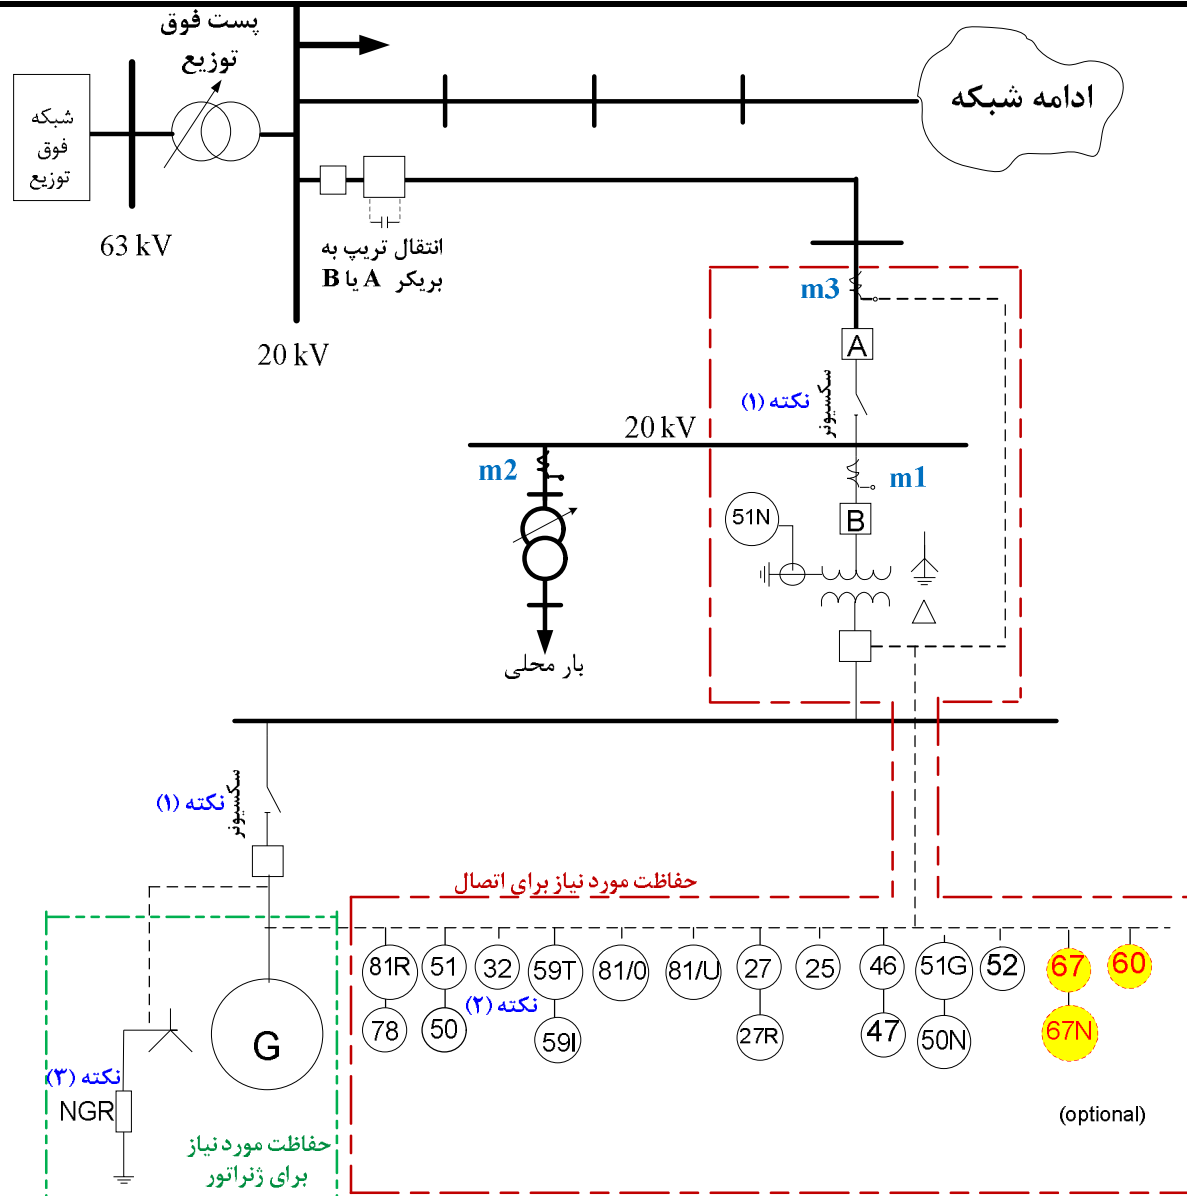 پست فوق
توزیع
شبکه
فوق
توزیع
63 kV
ادامه شبکه
انتقال تریپ به
بریکر A یا B
20 kV
m3
A
سکسیونر
نکته (۱)
20 kV
m2
m1
51N
B
بار محلی
سکسیونر
نکته (۱)
حفاظت مورد نیاز برای اتصال
81R
51
32
59T
81/0
81/U
27
25
46
51G
52
67
60
نکته (۲)
78
50
59I
27R
47
50N
67N
G
نکته (۳)
NGR
(optional)
حفاظت مورد نیاز
برای ژنراتور